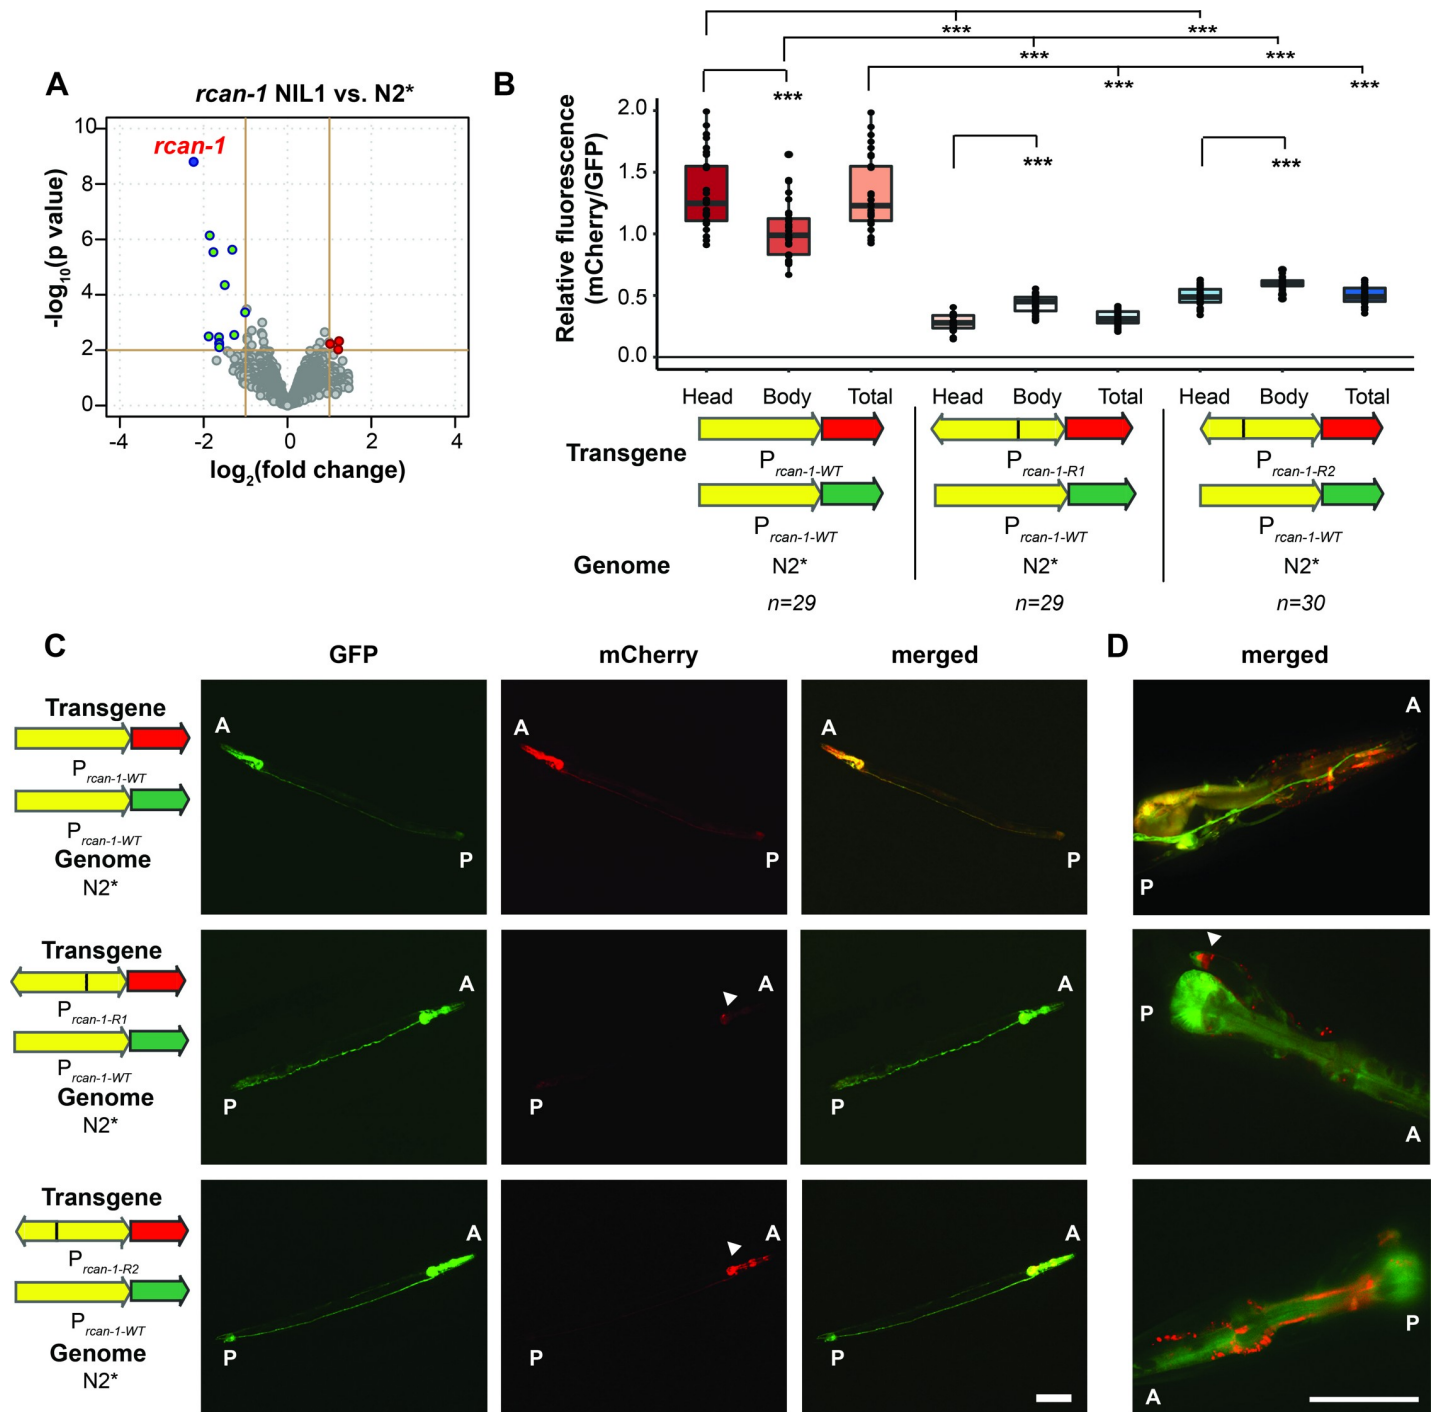 A
rcan-1 NIL1 vs. N2*
rcan-1
-log10(p value)
10
8
6
4
2
0
-4 -2 0 2 4
log2(fold change)
B
*** ***
*** ***
*** *** ***
*** ***
Relative fluorescence
(mCherry/GFP)
2.0
1.5
1.0
0.5
0.0
Head Body Total Head Body Total Head Body Total
Transgene
Prcan-1-WT Prcan-1-R1 Prcan-1-R2
Prcan-1-WT Prcan-1-WT Prcan-1-WT
Genome N2* N2* N2*
n=29 n=29 n=30
C
GFP mCherry merged
D
merged
Transgene
Prcan-1-WT
Prcan-1-WT
Genome
N2*
A P
A P
A P
A P
Transgene
Prcan-1-R1
Prcan-1-WT
Genome
N2*
A P
A P
A P
P A
Transgene
Prcan-1-R2
Prcan-1-WT
Genome
N2*
A P
A P
A P
P A